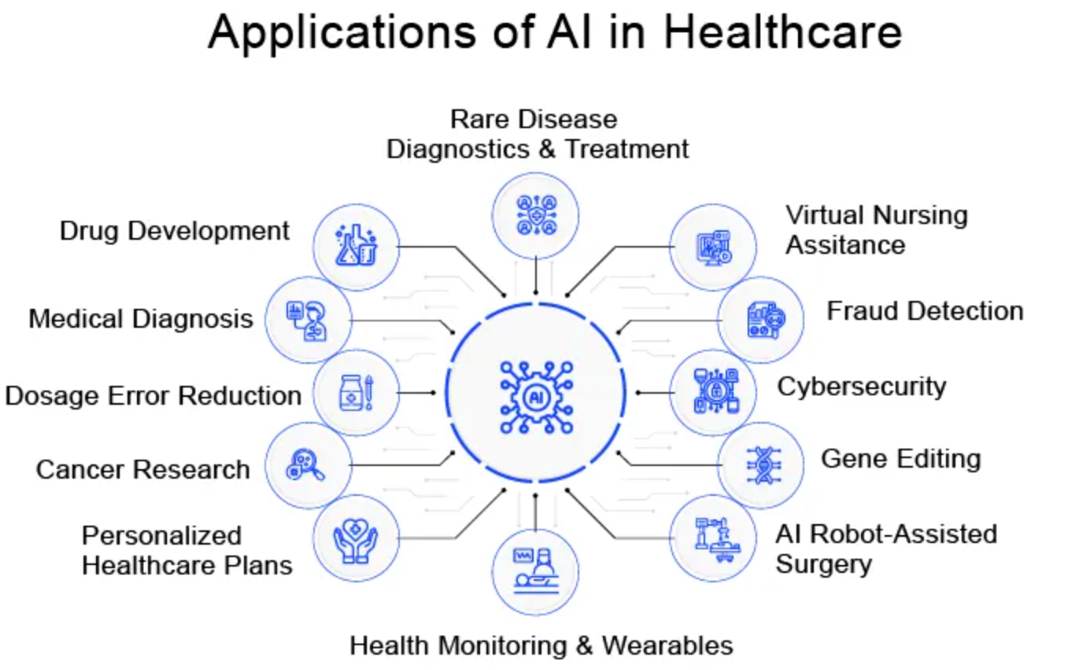 Applications of AI in Healthcare
Rare Disease
Diagnostics & Treatment
Drug Development
Medical Diagnosis
Dosage Error Reduction
Cancer Research
Personalized
Healthcare Plans
AI
Virtual Nursing
Assitance
Fraud Detection
Cybersecurity
Gene Editing
AI Robot-Assisted
Surgery
Health Monitoring & Wearables